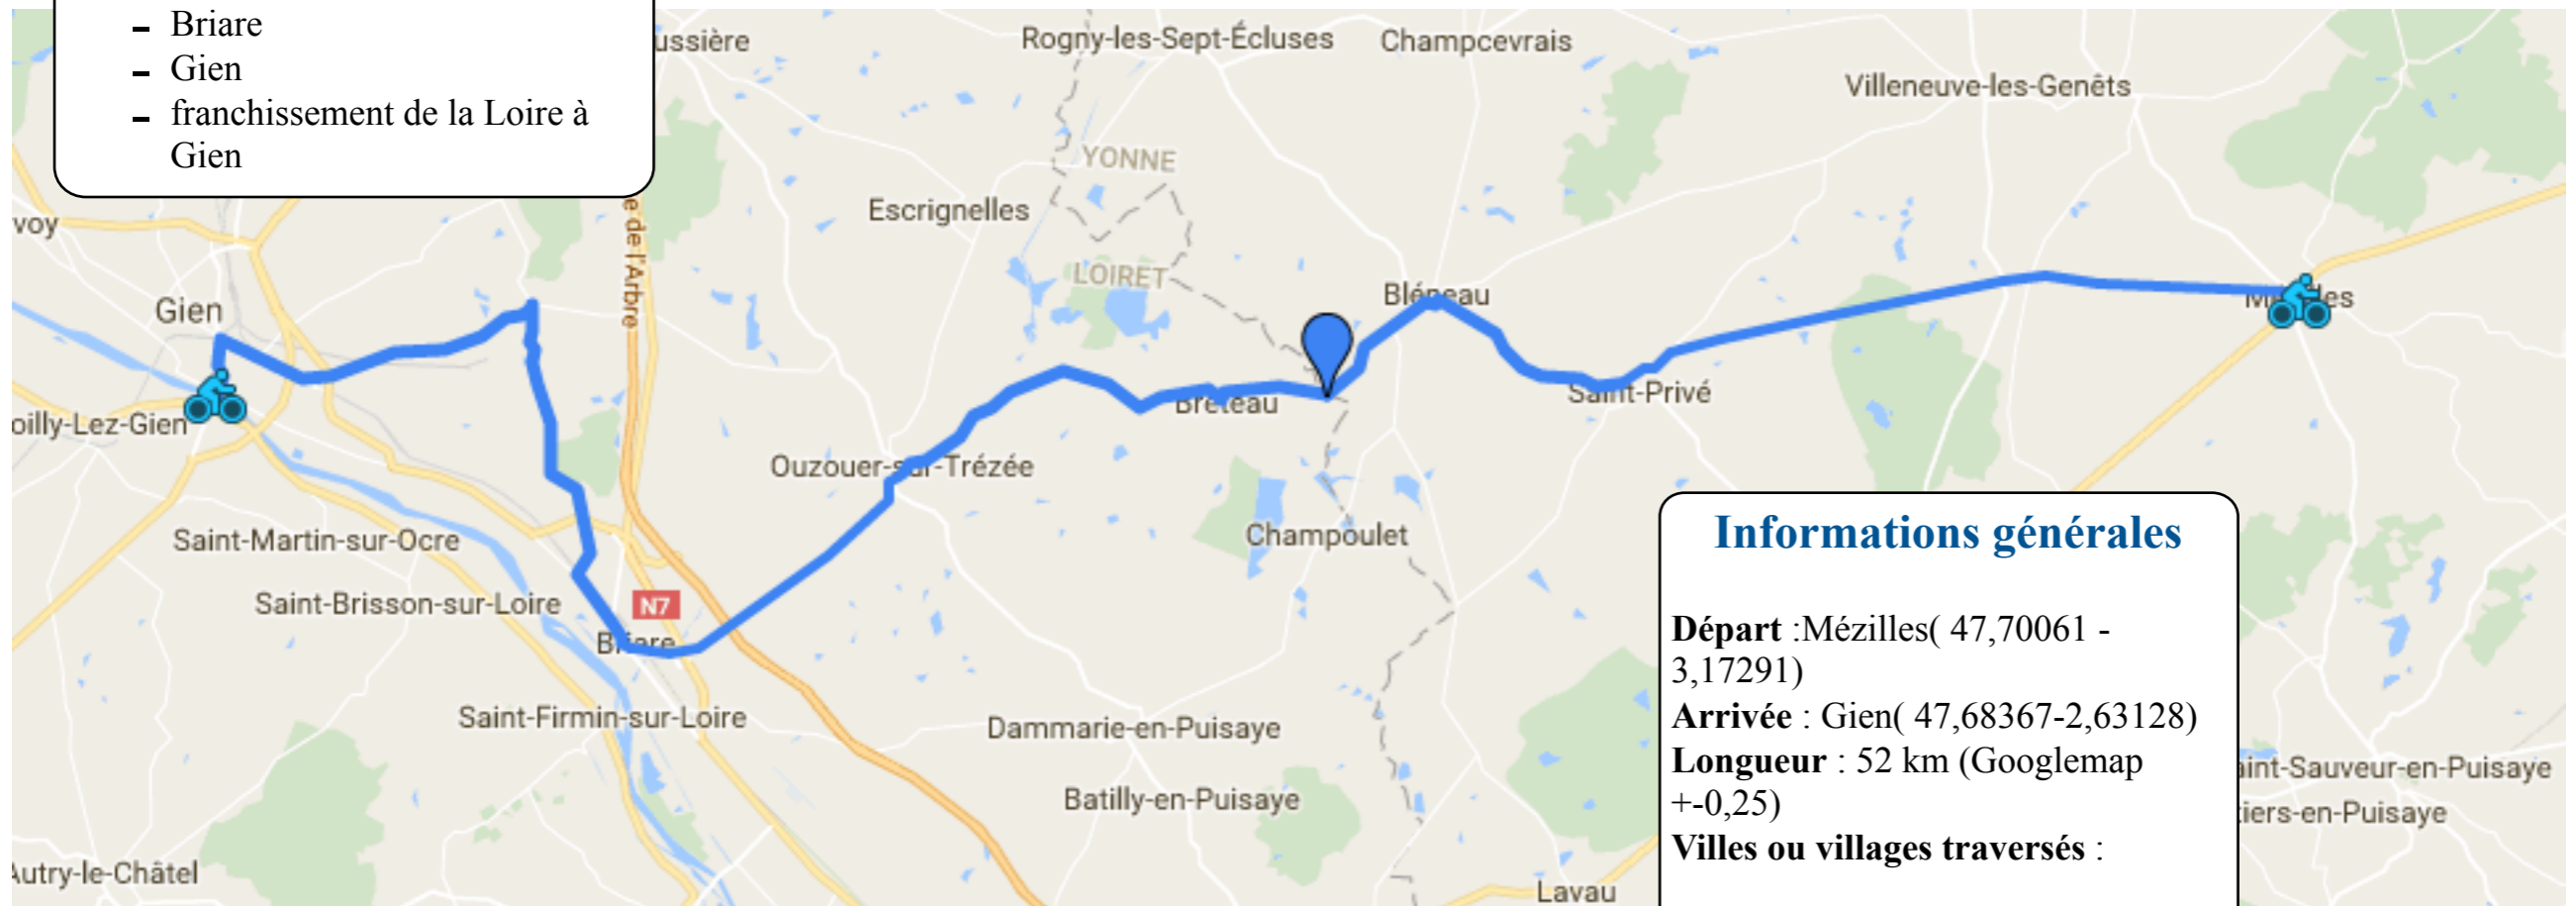 - Briare
- Gien
- franchissement de la Loire à
Gien
ussière
Rogny-les-Sept-Écluses
Champcevrais
Villeneuve-les-Genêts
YONNE
Escrignelles
voy
e de l'Arbre
LOIRET
Gien
Bléneau
oilly-Lez-Gien
Breteau
Saint-Privé
Ouzouer-sur-Trézée
Saint-Martin-sur-Ocre
Champoulet
Saint-Brisson-sur-Loire
N7
Briare
Saint-Firmin-sur-Loire
Dammarie-en-Puisaye
Batilly-en-Puisaye
Autry-le-Châtel
Lavau
aint-Sauveur-en-Puisaye
tiers-en-Puisaye
Informations générales
Départ :Mézilles( 47,70061 -
3,17291)
Arrivée : Gien( 47,68367-2,63128)
Longueur : 52 km (Googlemap
+-0,25)
Villes ou villages traversés :